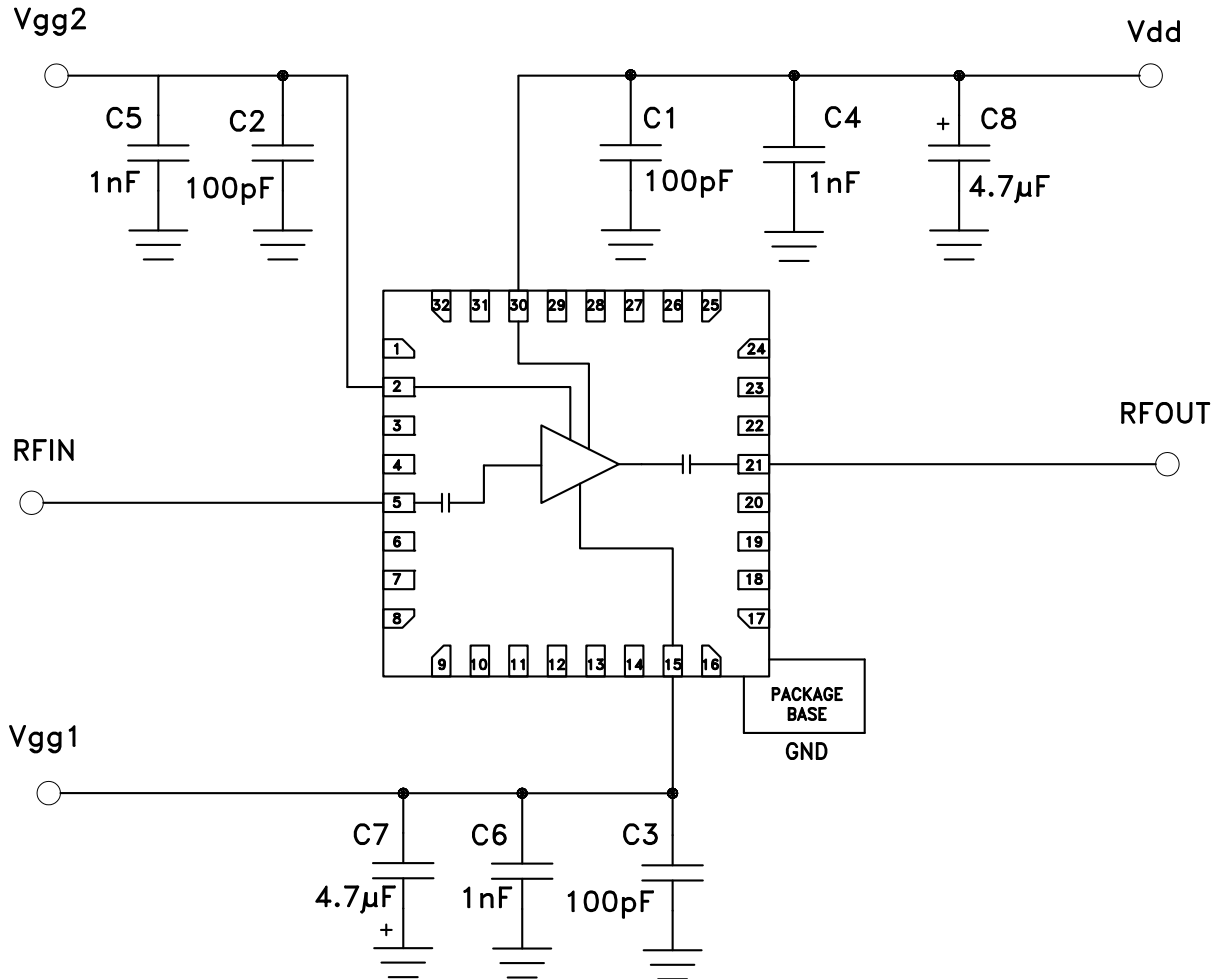 Vgg2
Vdd
C5
C2
C1
C4
+
C8
1nF
100pF
100pF
1nF
4.7µF
32
31
30
29
28
27
26
25
1
24
2
23
3
22
RFOUT
RFIN
4
21
5
20
6
19
7
18
8
17
9
10
11
12
13
14
15
16
PACKAGE
BASE
GND
Vgg1
C7
C6
C3
4.7µF
1nF
100pF
+